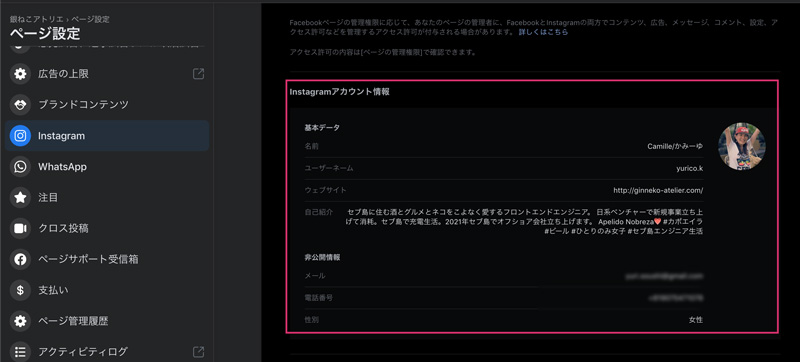 銀ねこアトリエ › ページ設定
ページ設定
広告の上限
ブランドコンテンツ
Instagram
WhatsApp
注目
クロス投稿
ページサポート受信箱
支払い
ページ管理履歴
アクティビティログ
Facebookページの管理権限に応じて、あなたのページの管理者に、FacebookとInstagramの両方でコンテンツ、広告、メッセージ、コメント、設定、ア
クセス許可などを管理するアクセス許可が付与される場合があります。 詳しくはこちら
アクセス許可の内容は[ページの管理権限]で確認できます。
Instagramアカウント情報
基本データ
名前 Camille/かみーゆ
ユーザーネーム yurico.k
ウェブサイト http://ginneko-atelier.com/
自己紹介 セブ島に住む酒とグルメとネコをこよなく愛するフロントエンドエンジニア。 日系ベンチャーで新規事業立ち上
げて消耗。セブ島で充電生活。2021年セブ島でオフショア会社立ち上げます。 Apelido Nobreza #カポエイラ
#ビール #ひとりのみ女子 #セブ島エンジニア生活
非公開情報
メール
電話番号
性別 女性